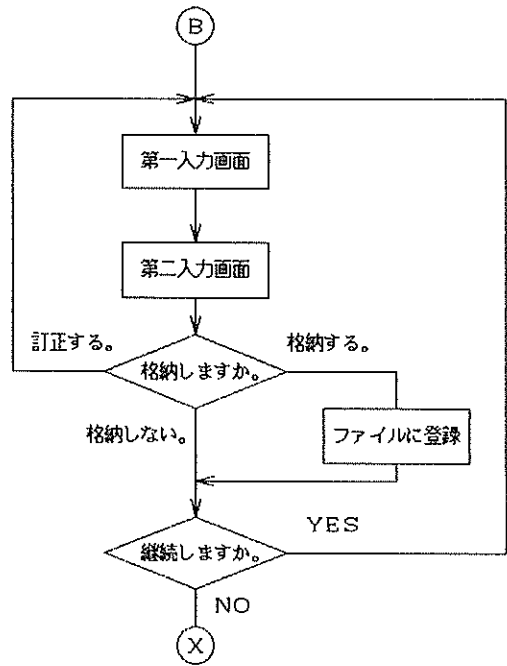 B
第一入力画面
第二入力画面
訂正する。
格納する。
格納しますか。
格納しない。
ファイルに登録
YES
継続しますか。
NO
X